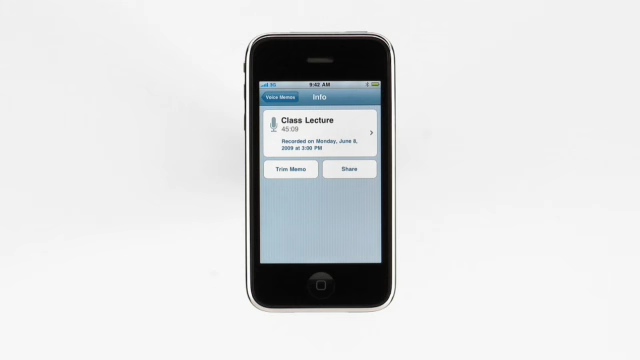 3G 9:42 AM
Voice Memos Info
Class Lecture
45:09
Recorded on Monday, June 8,
2009 at 3:00 PM
Trim Memo Share